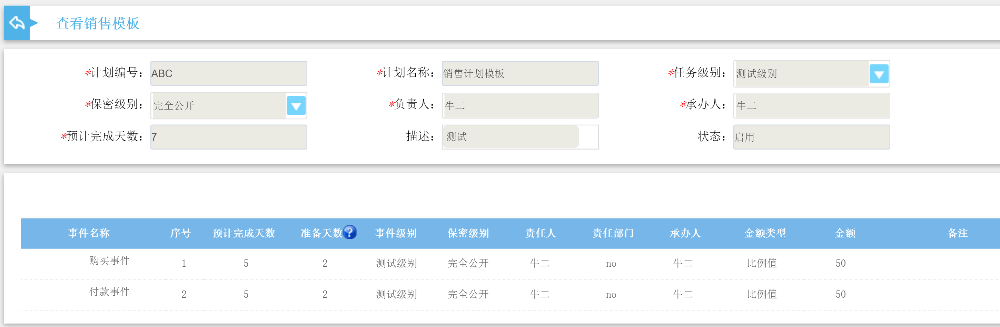 查看销售模板
*计划编号：ABC *计划名称：销售计划模板 *任务级别：测试级别
*保密级别：完全公开 *负责人：牛二 *承办人：牛二
*预计完成天数：7 描述：测试 状态：启用
事件名称 序号 预计完成天数 准备天数? 事件级别 保密级别 责任人 责任部门 承办人 金额类型 金额 备注
购买事件 1 5 2 测试级别 完全公开 牛二 no 牛二 比例值 50
付款事件 2 5 2 测试级别 完全公开 牛二 no 牛二 比例值 50